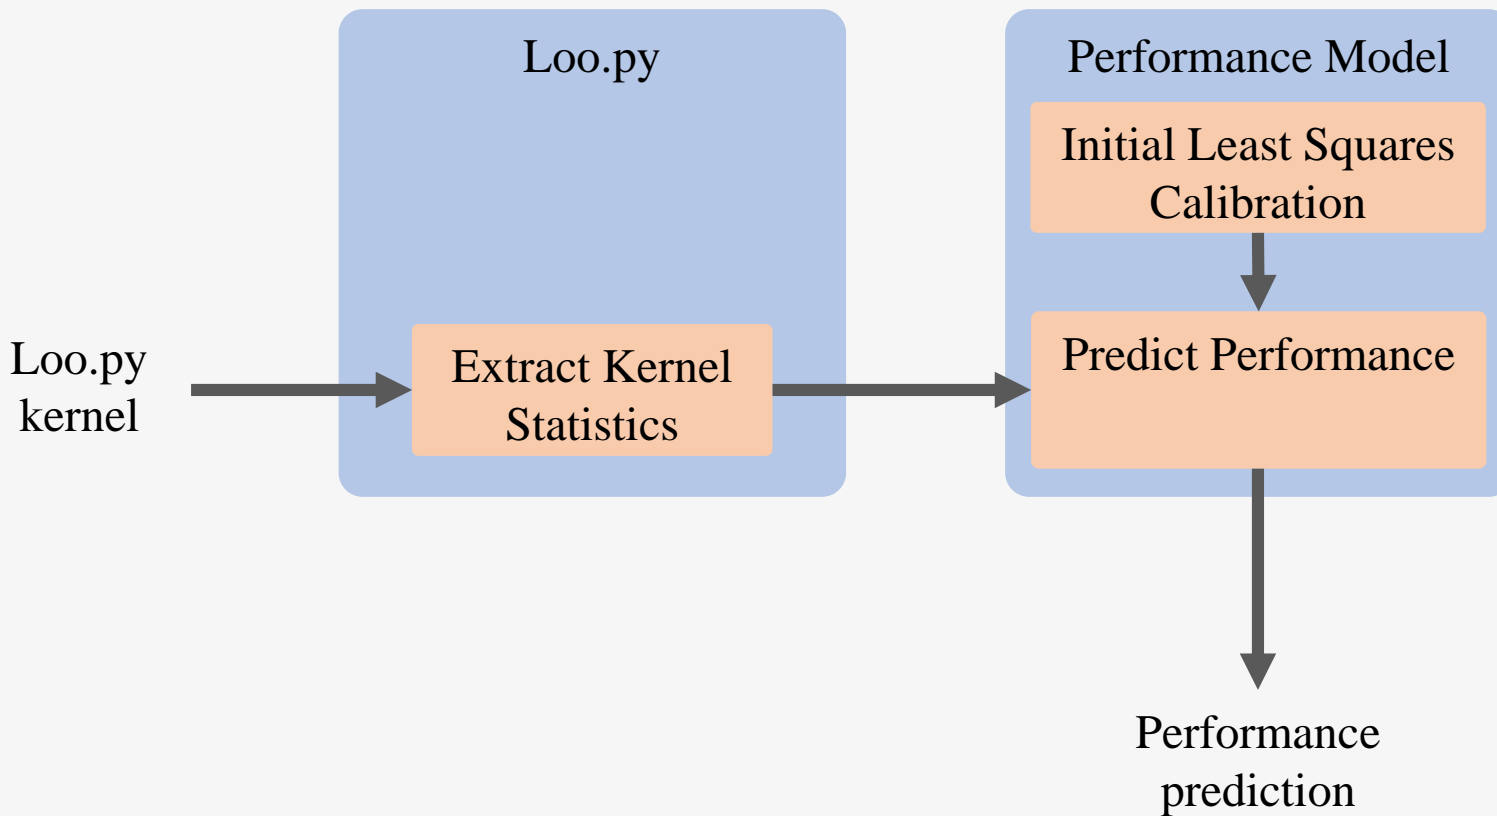 Loo.py
Performance Model
Initial Least Squares
Calibration
Loo.py
kernel
Extract Kernel
Statistics
Predict Performance
Performance
prediction